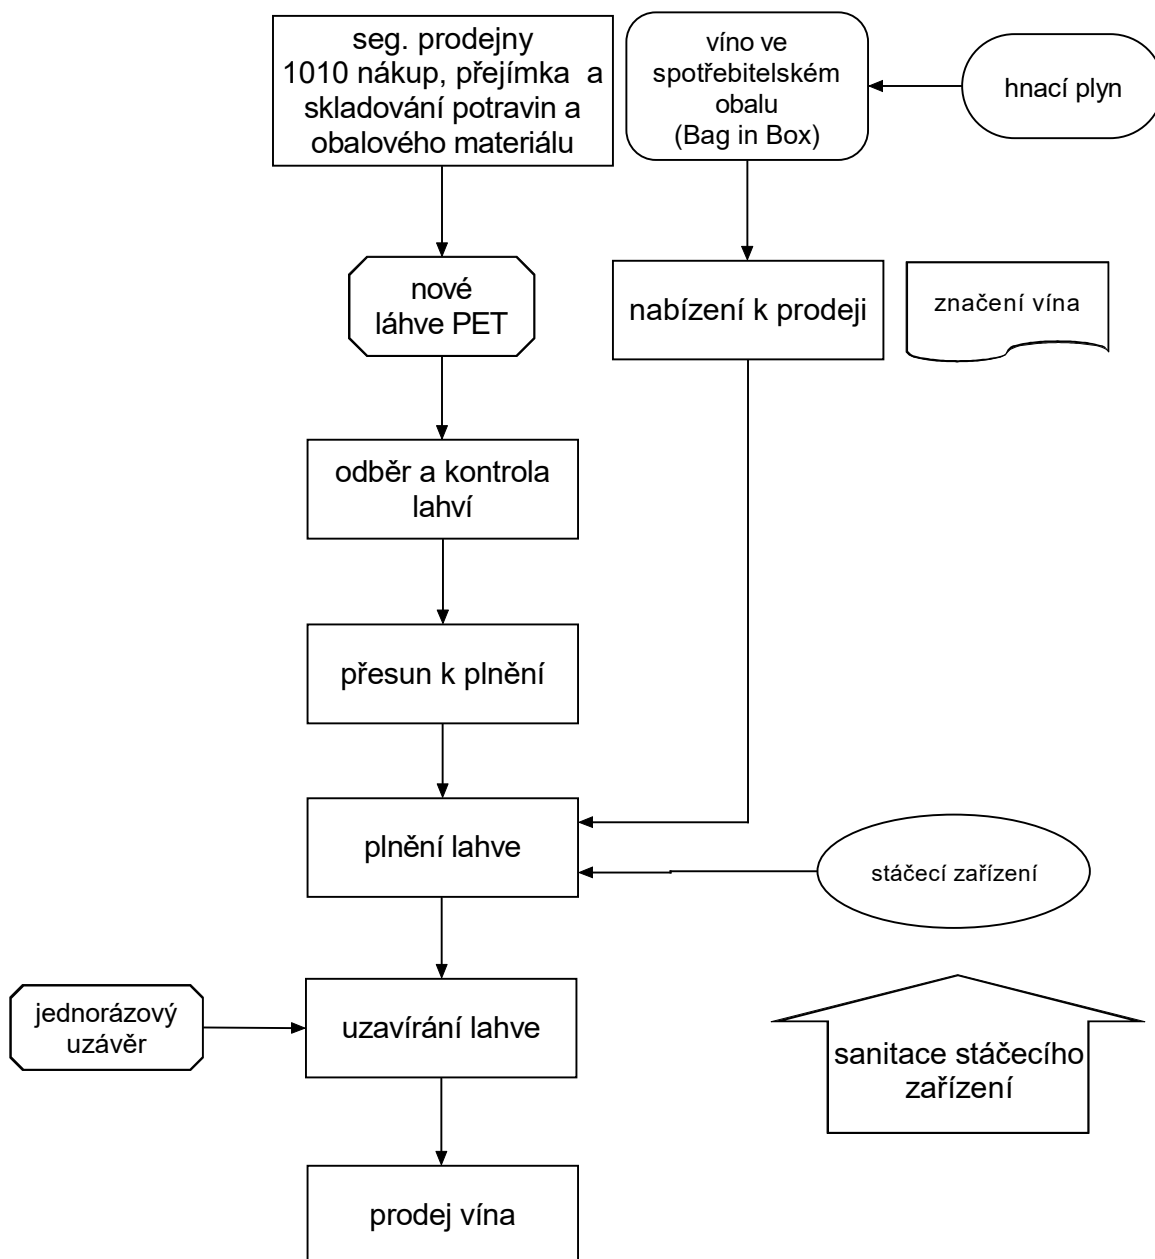 seg. prodejny
1010 nákup, přejímka a
skladování potravin a
obalového materiálu
víno ve
spotřebitelském
obalu
(Bag in Box)
hnací plyn
nové
láhve PET
nabízení k prodeji
značení vína
odběr a kontrola
lahví
přesun k plnění
plnění lahve
stáčecí zařízení
jednorázový
uzávěr
uzavírání lahve
sanitace stáčecího
zařízení
prodej vína